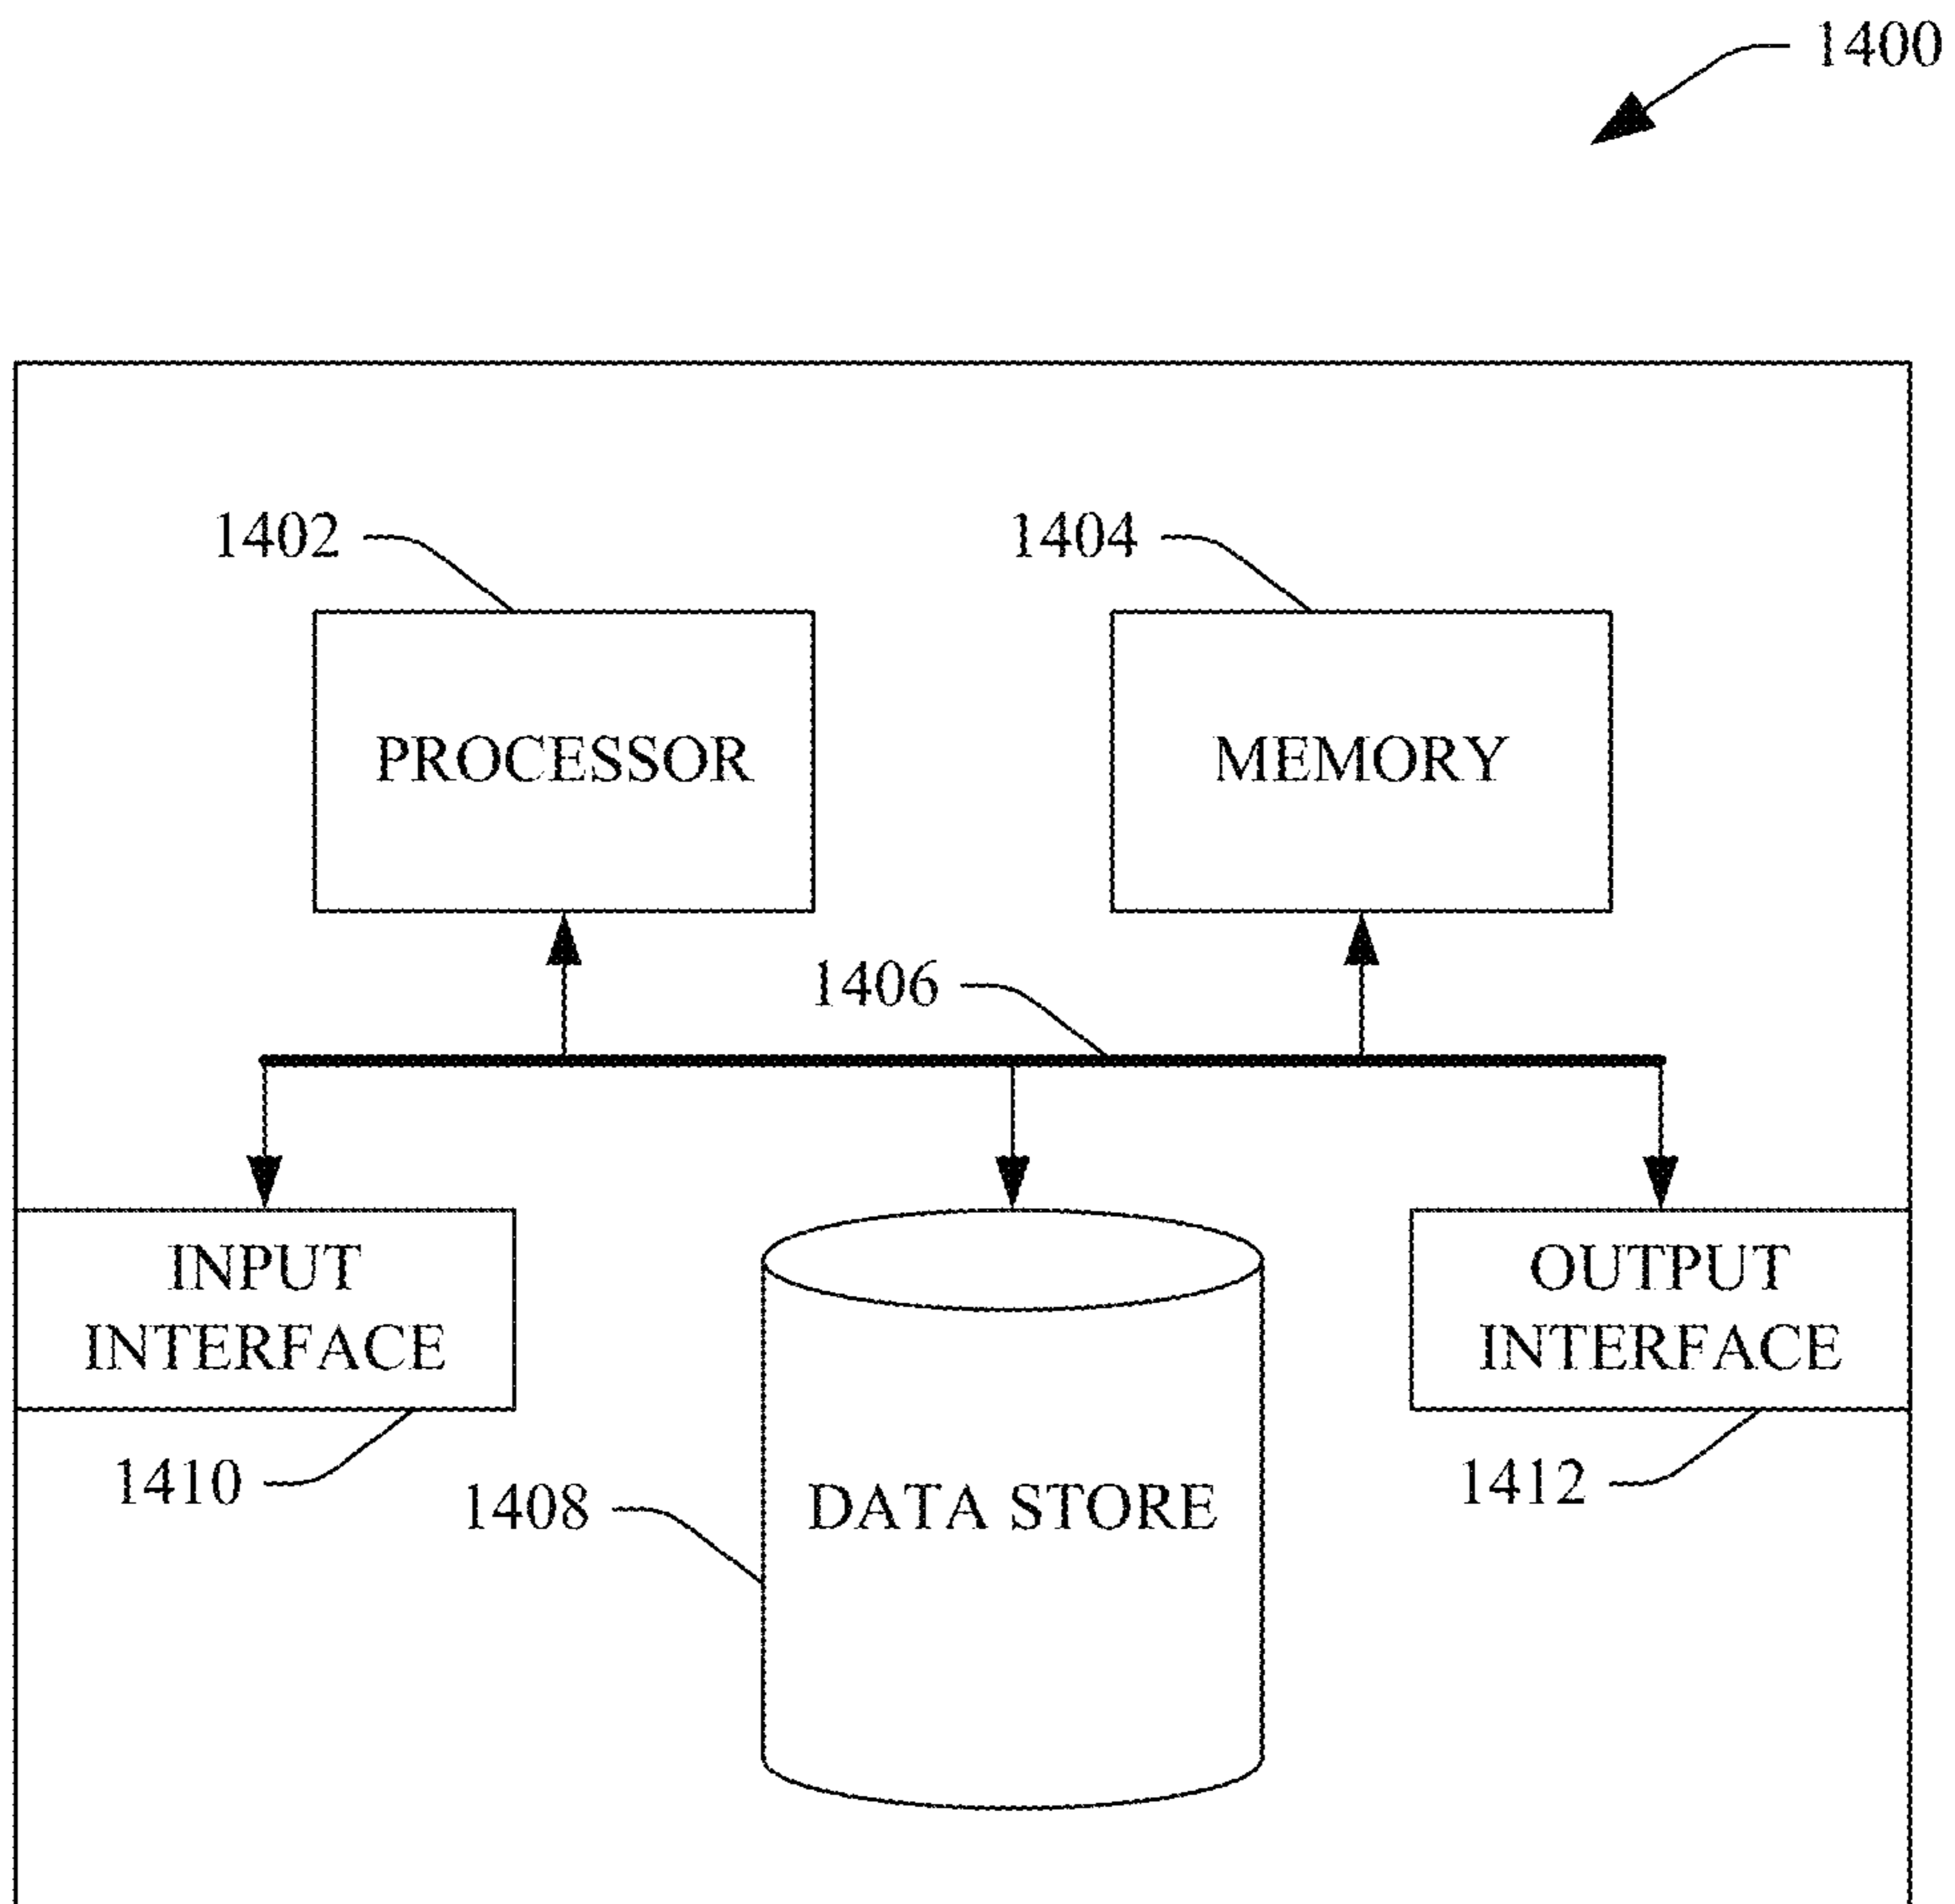 1400
1402
1404
PROCESSOR
MEMORY
1406
INPUT
INTERFACE
OUTPUT
INTERFACE
1410
1408
DATA STORE
1412